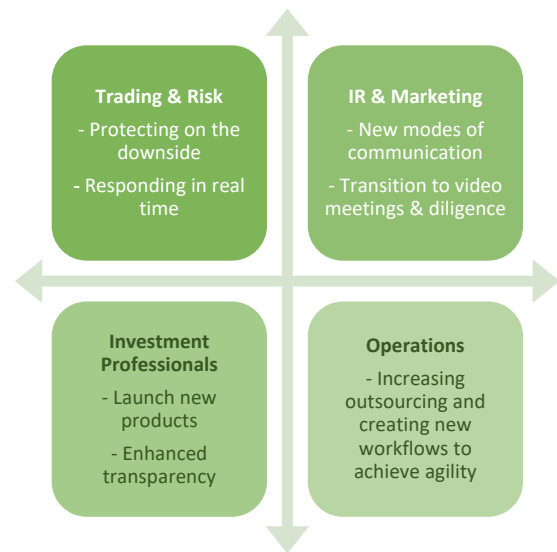 Trading & Risk
- Protecting on the
downside
- Responding in real
time
IR & Marketing
- New modes of
communication
- Transition to video
meetings & diligence
Investment
Professionals
- Launch new
products
- Enhanced
transparency
Operations
- Increasing
outsourcing and
creating new
workflows to
achieve agility